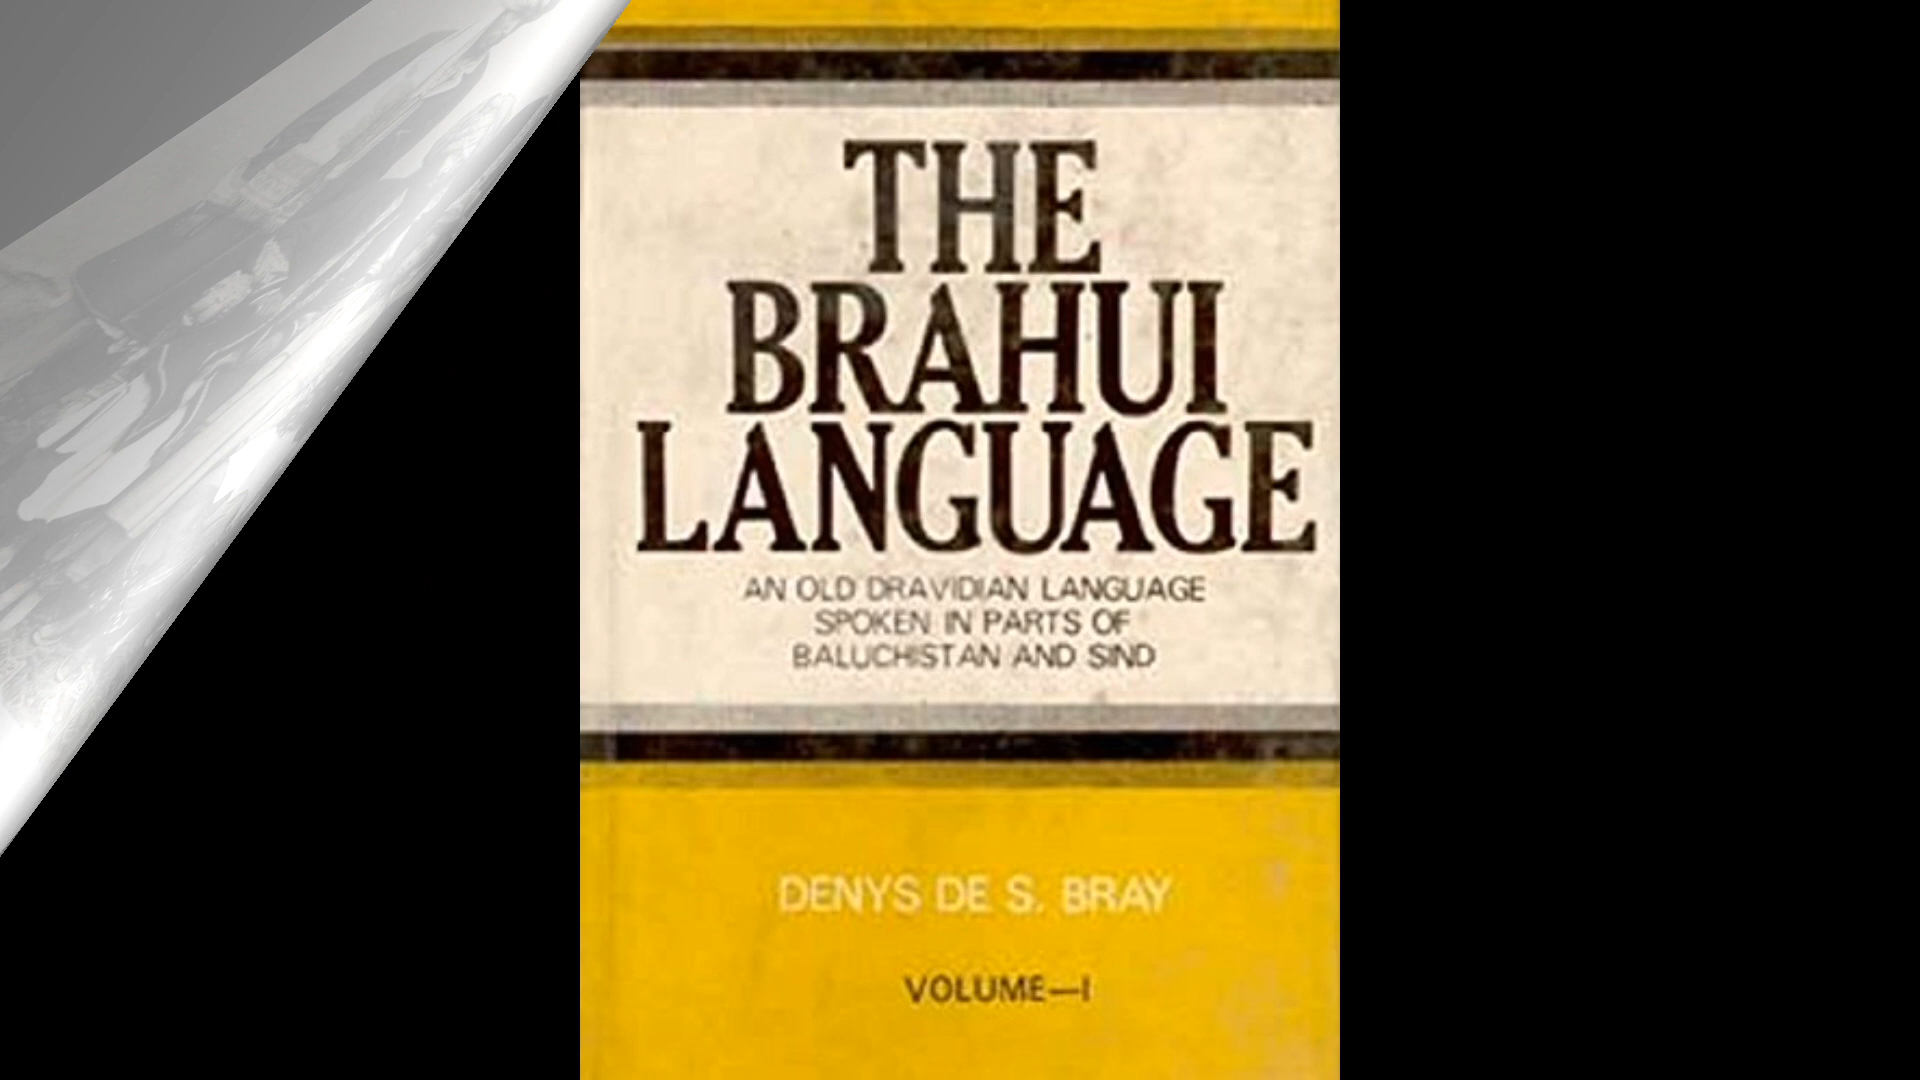 THE
BRAHUI
LANGUAGE
AN OLD DRAVIDIAN LANGUAGE
SPOKEN IN PARTS OF
BALUCHISTAN AND SIND
DENYS DE S. BRAY
VOLUME—I